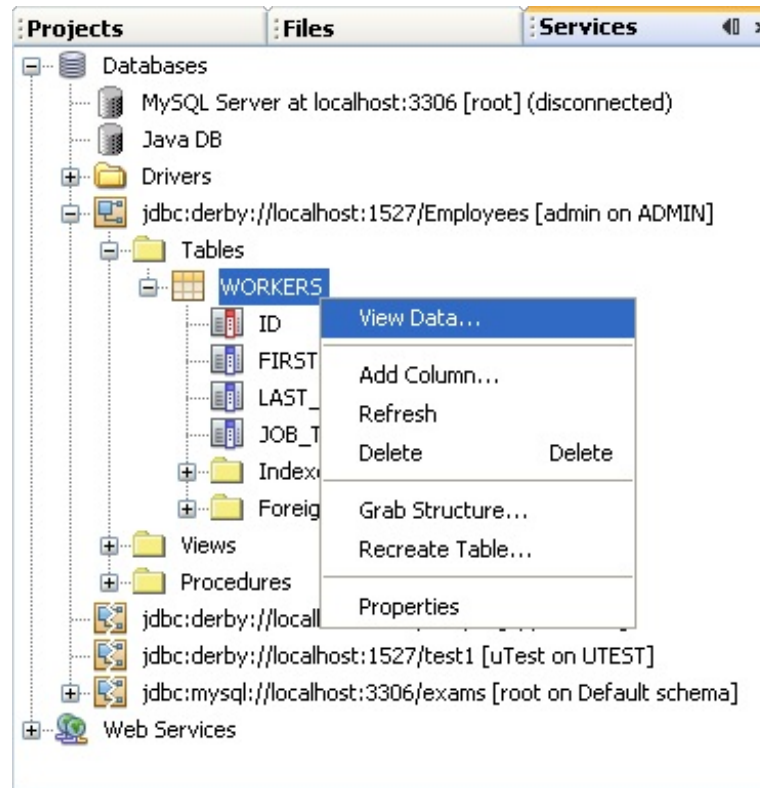 Projects Files Services
Databases
MySQL Server at localhost:3306 [root] (disconnected)
Java DB
Drivers
jdbc:derby://localhost:1527/Employees [admin on ADMIN]
Tables
WORKERS
ID
FIRST
LAST_
JOB_T
Indexe
Foreig
Views
Procedures
jdbc:derby://local
jdbc:derby://localhost:1527/test1 [uTest on UTEST]
jdbc:mysql://localhost:3306/exams [root on Default schema]
Web Services
View Data...
Add Column...
Refresh
Delete Delete
Grab Structure...
Recreate Table...
Properties